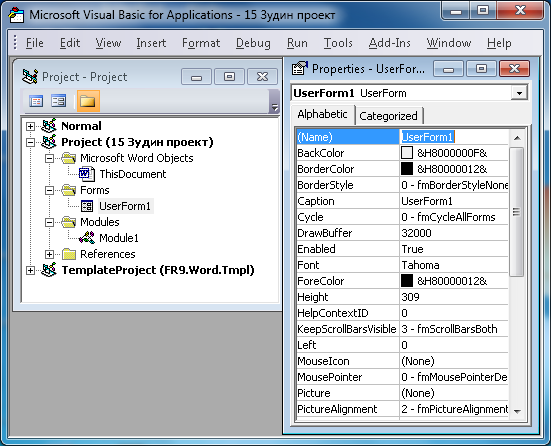 Microsoft Visual Basic for Applications - 15 Зудин проект
File Edit View Insert Format Debug Run Tools Add-Ins Window Help
Project - Project
Normal
Project (15 Зудин проект)
Microsoft Word Objects
ThisDocument
Forms
UserForm1
Modules
Module1
References
TemplateProject (FR9.Word.Tmpl)
Properties - UserFor...
UserForm1 UserForm
Alphabetic Categorized
(Name) UserForm1
BackColor &H8000000F&
BorderColor &H80000012&
BorderStyle 0 - fmBorderStyleNone
Caption UserForm1
Cycle 0 - fmCycleAllForms
DrawBuffer 32000
Enabled True
Font Tahoma
ForeColor &H80000012&
Height 309
HelpContextID 0
KeepScrollBarsVisible 3 - fmScrollBarsBoth
Left 0
MouseIcon (None)
MousePointer 0 - fmMousePointerDe
Picture (None)
PictureAlignment 2 - fmPictureAlignment